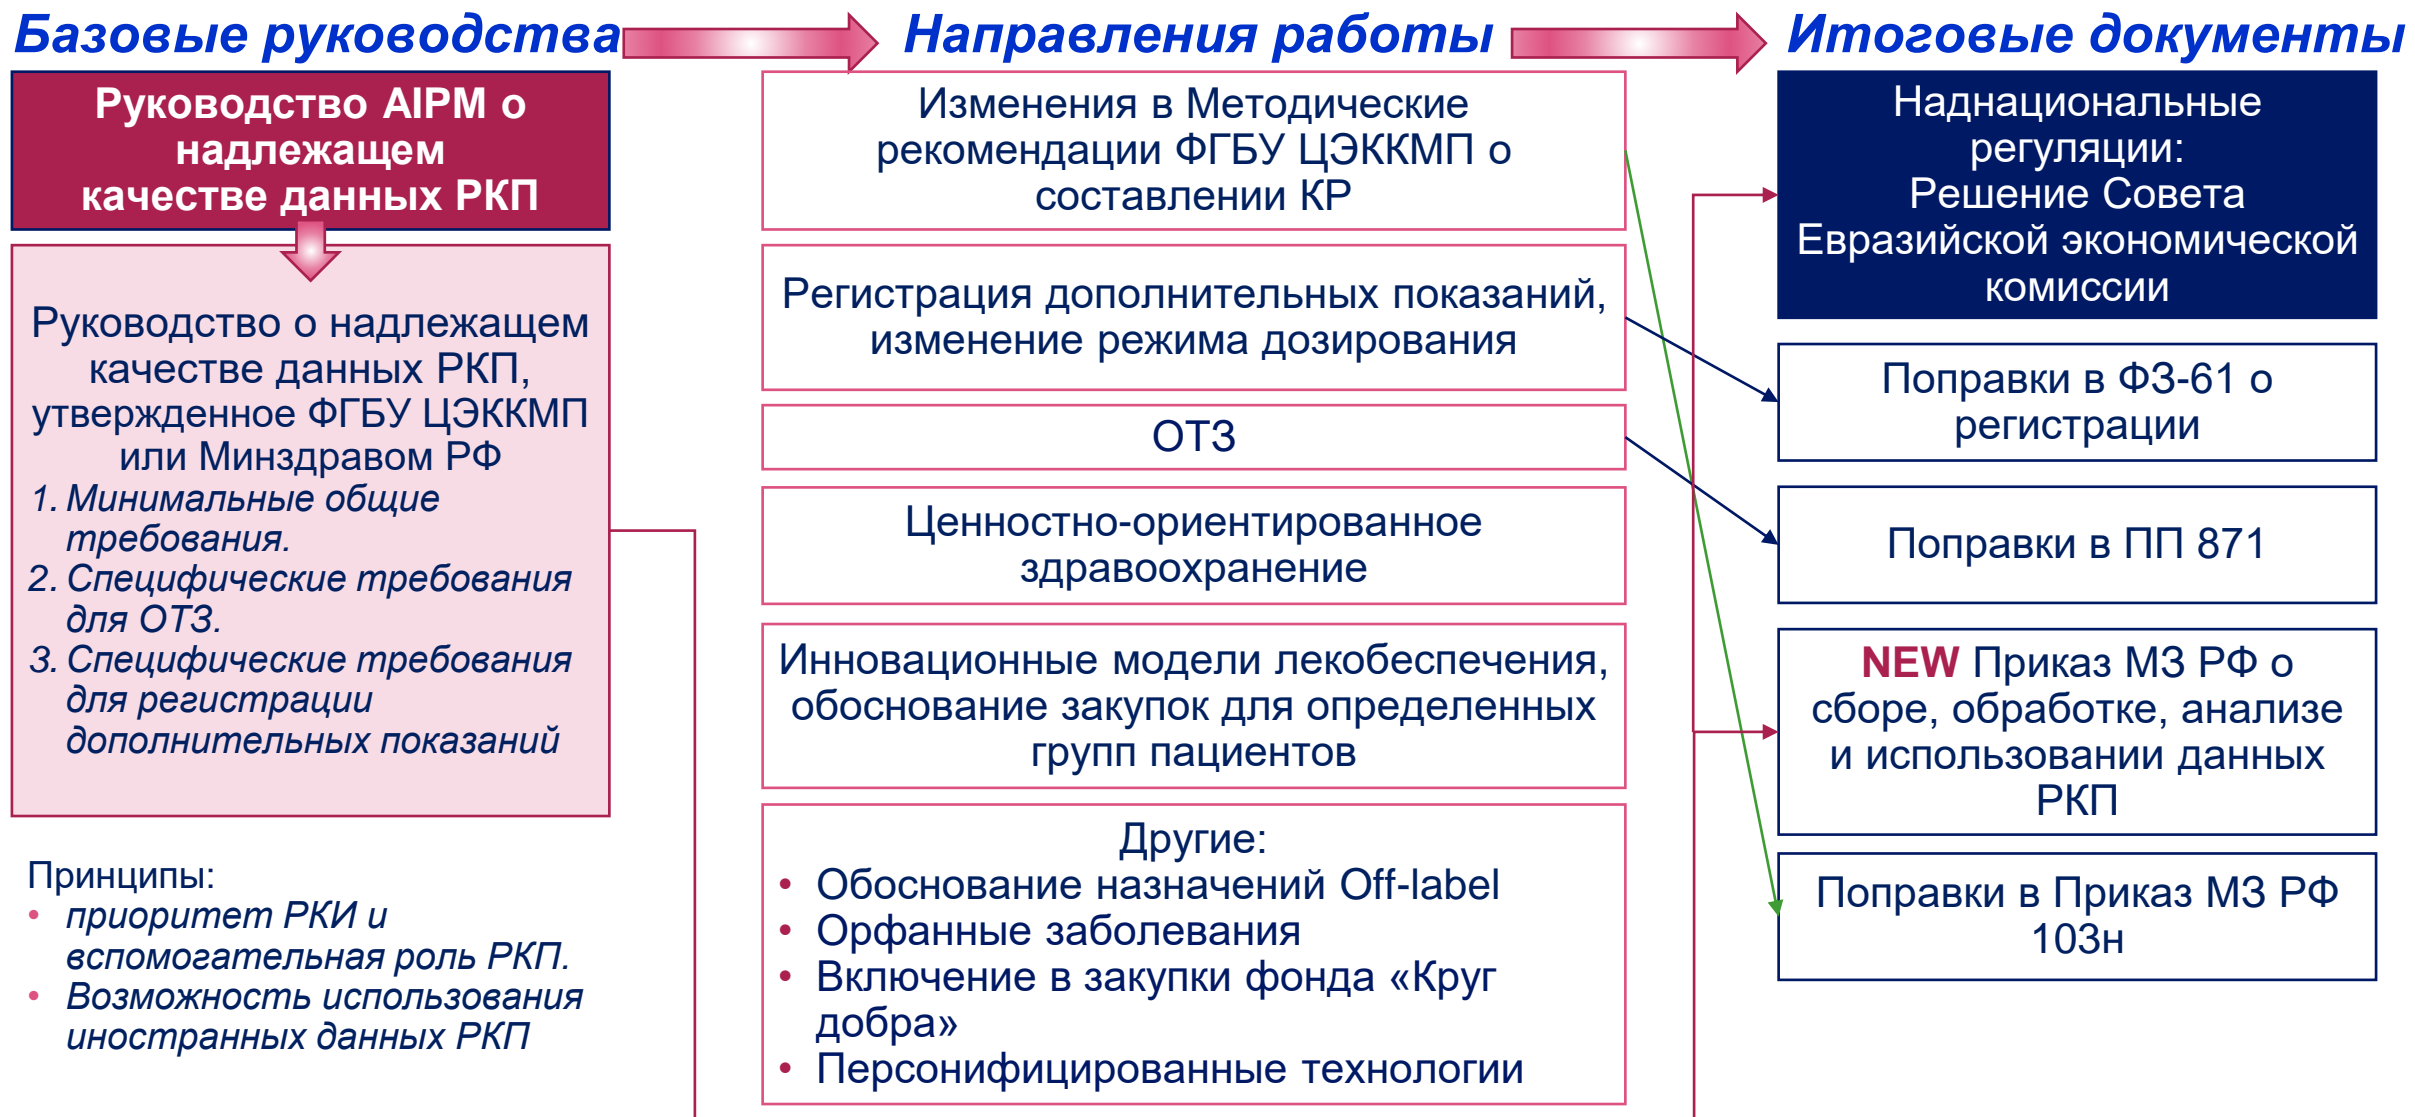 Базовые руководства
Направления работы
Итоговые документы
Руководство AIPM о
надлежащем
качестве данных РКП
Руководство о надлежащем
качестве данных РКП,
утвержденное ФГБУ ЦЭККМП
или Минздравом РФ
1. Минимальные общие
требования.
2. Специфические требования
для ОТЗ.
3. Специфические требования
для регистрации
дополнительных показаний
Принципы:
• приоритет РКИ и
вспомогательная роль РКП.
• Возможность использования
иностранных данных РКП
Изменения в Методические
рекомендации ФГБУ ЦЭККМП о
составлении КР
Регистрация дополнительных показаний,
изменение режима дозирования
ОТЗ
Ценностно-ориентированное
здравоохранение
Инновационные модели лекобеспечения,
обоснование закупок для определенных
групп пациентов
Другие:
• Обоснование назначений Off-label
• Орфанные заболевания
• Включение в закупки фонда «Круг
добра»
• Персонифицированные технологии
Наднациональные
регуляции:
Решение Совета
Евразийской экономической
комиссии
Поправки в ФЗ-61 о
регистрации
Поправки в ПП 871
NEW Приказ МЗ РФ о
сборе, обработке, анализе
и использовании данных
РКП
Поправки в Приказ МЗ РФ
103н